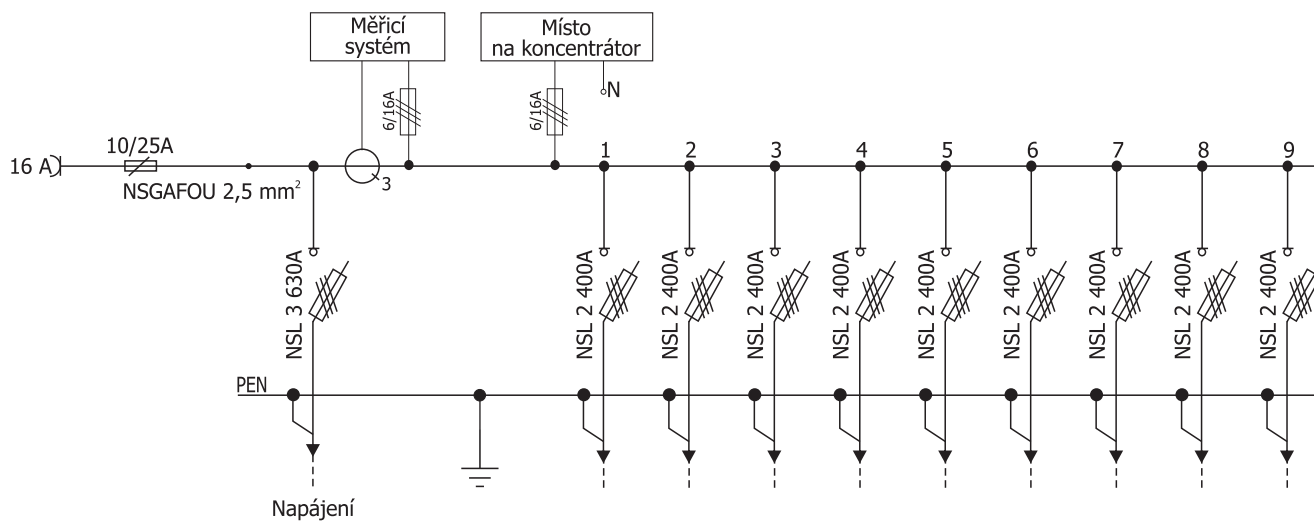 Měřicí
systém
Místo
na koncentrátor
N
6/16A
6/16A
10/25A
16 A
NSGAFOU 2,5 mm²
3
1 2 3 4 5 6 7 8 9
NSL 3 630A
NSL 2 400A
NSL 2 400A
NSL 2 400A
NSL 2 400A
NSL 2 400A
NSL 2 400A
NSL 2 400A
NSL 2 400A
NSL 2 400A
PEN
Napájení